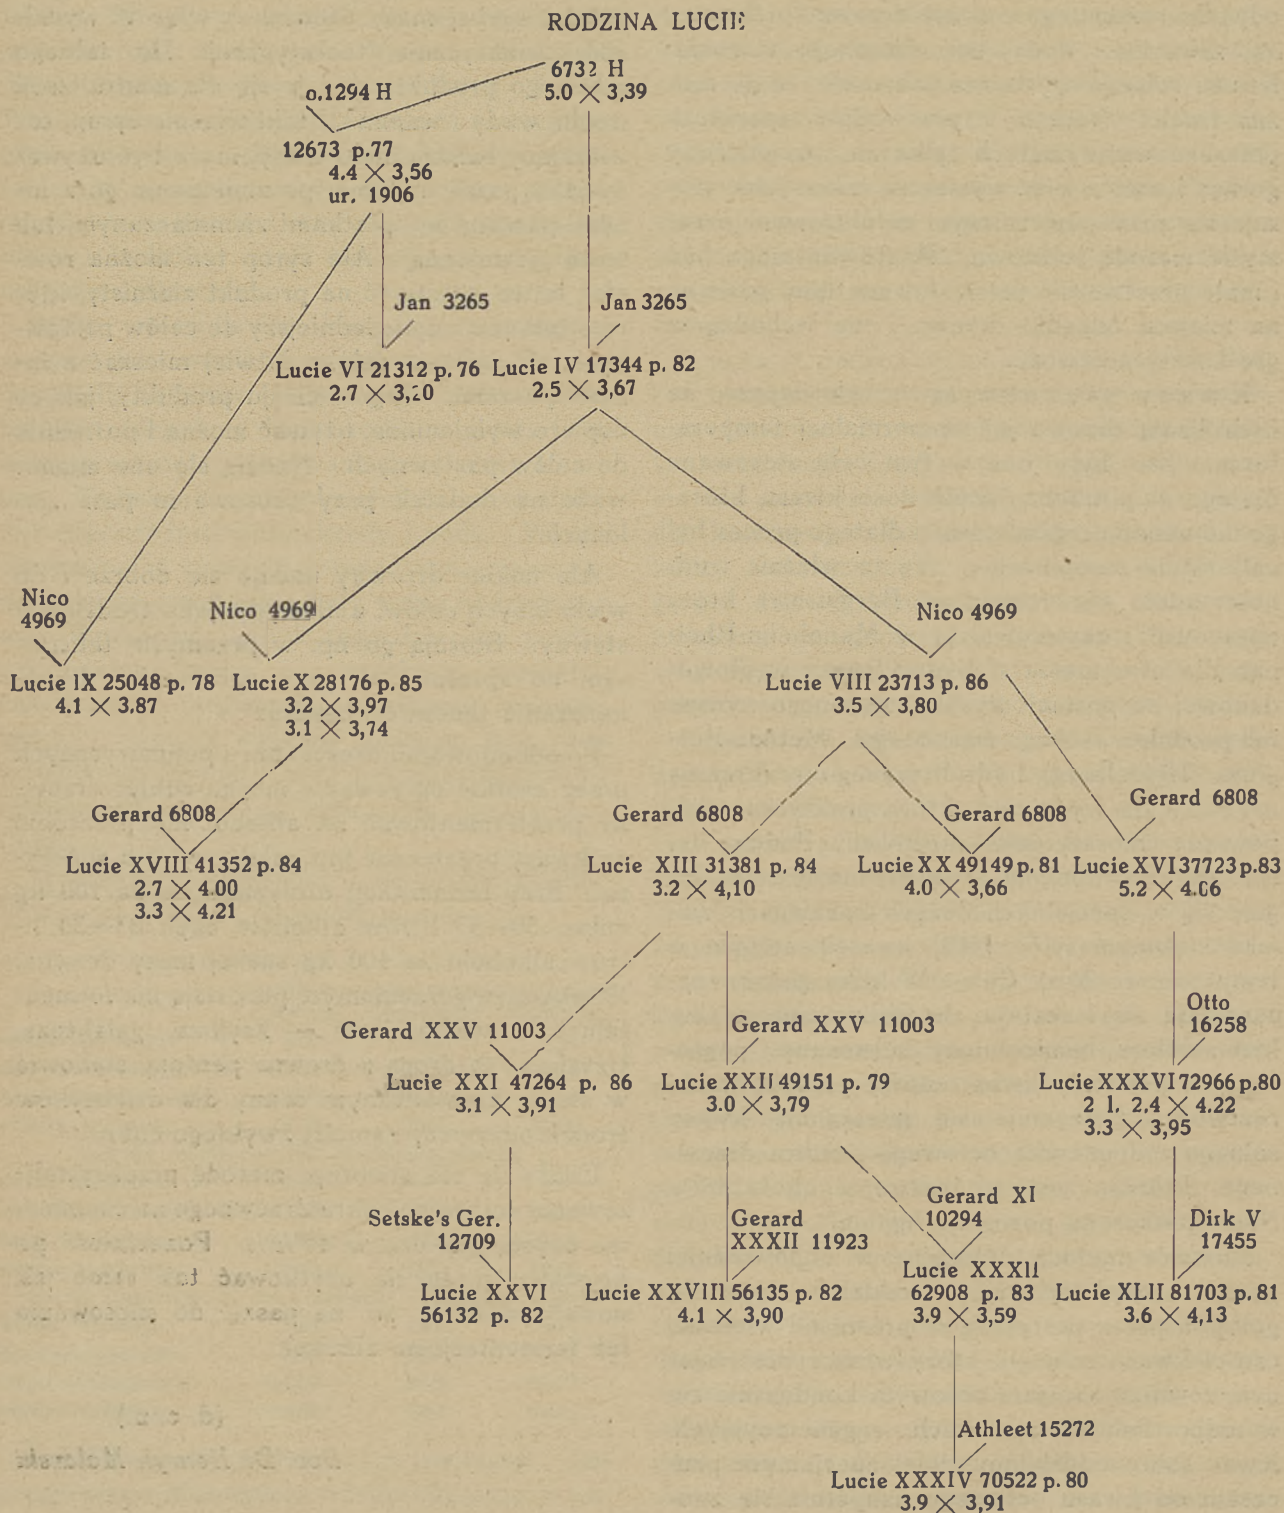 RODZINA LUCIE
6732 H
5.0 × 3,39
o.1294 H
12673 p.77
4.4 × 3,56
ur. 1906
Jan 3265
Jan 3265
Lucie VI 21312 p. 76
2.7 × 3,20
Lucie IV 17344 p. 82
2.5 × 3,67
Nico
4969
Nico 4969
Nico 4969
Lucie IX 25048 p. 78
4.1 × 3.87
Lucie X 28176 p. 85
3.2 × 3,97
3.1 × 3,74
Lucie VIII 23713 p. 86
3.5 × 3,80
Gerard 6808
Gerard 6808
Gerard 6808
Gerard 6808
Lucie XVIII 41352 p. 84
2.7 × 4.00
3.3 × 4.21
Lucie XIII 31381 p. 84
3.2 × 4,10
Lucie XX 49149 p. 81
4.0 × 3,66
Lucie XVI 37723 p. 83
5.2 × 4.06
Gerard XXV 11003
Gerard XXV 11003
Otto
16258
Lucie XXI 47264 p. 86
3.1 × 3,91
Lucie XXII 49151 p. 79
3.0 × 3,79
Lucie XXXVI 72966 p. 80
2 l. 2.4 × 4.22
3.3 × 3,95
Setske's Ger.
12709
Gerard
XXXII 11923
Gerard XI
10294
Dirk V
17455
Lucie XXVI
56132 p. 82
Lucie XXVIII 56135 p. 82
4.1 × 3,90
Lucie XXXII
62908 p. 83
3.9 × 3,59
Lucie XLII 81703 p. 81
3.6 × 4,13
Athleet 15272
Lucie XXXIV 70522 p. 80
3.9 × 3,91